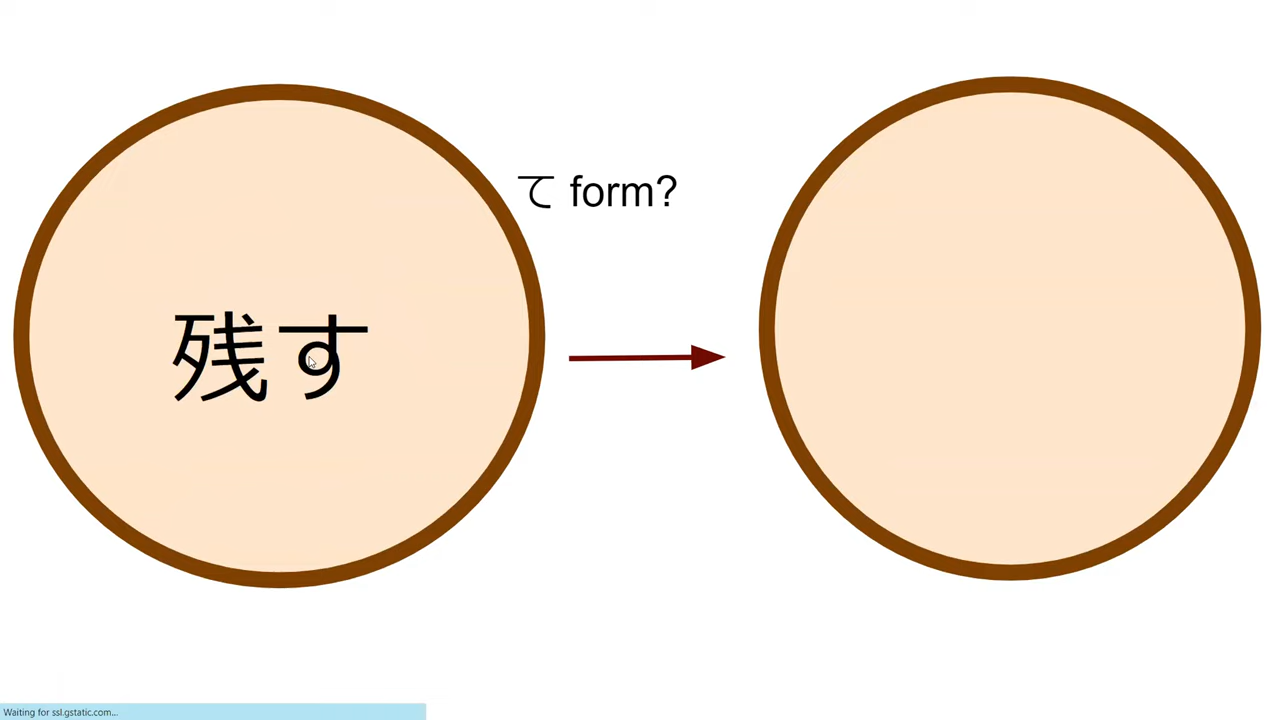 て form?
残す
Waiting for ssl.gstatic.com...